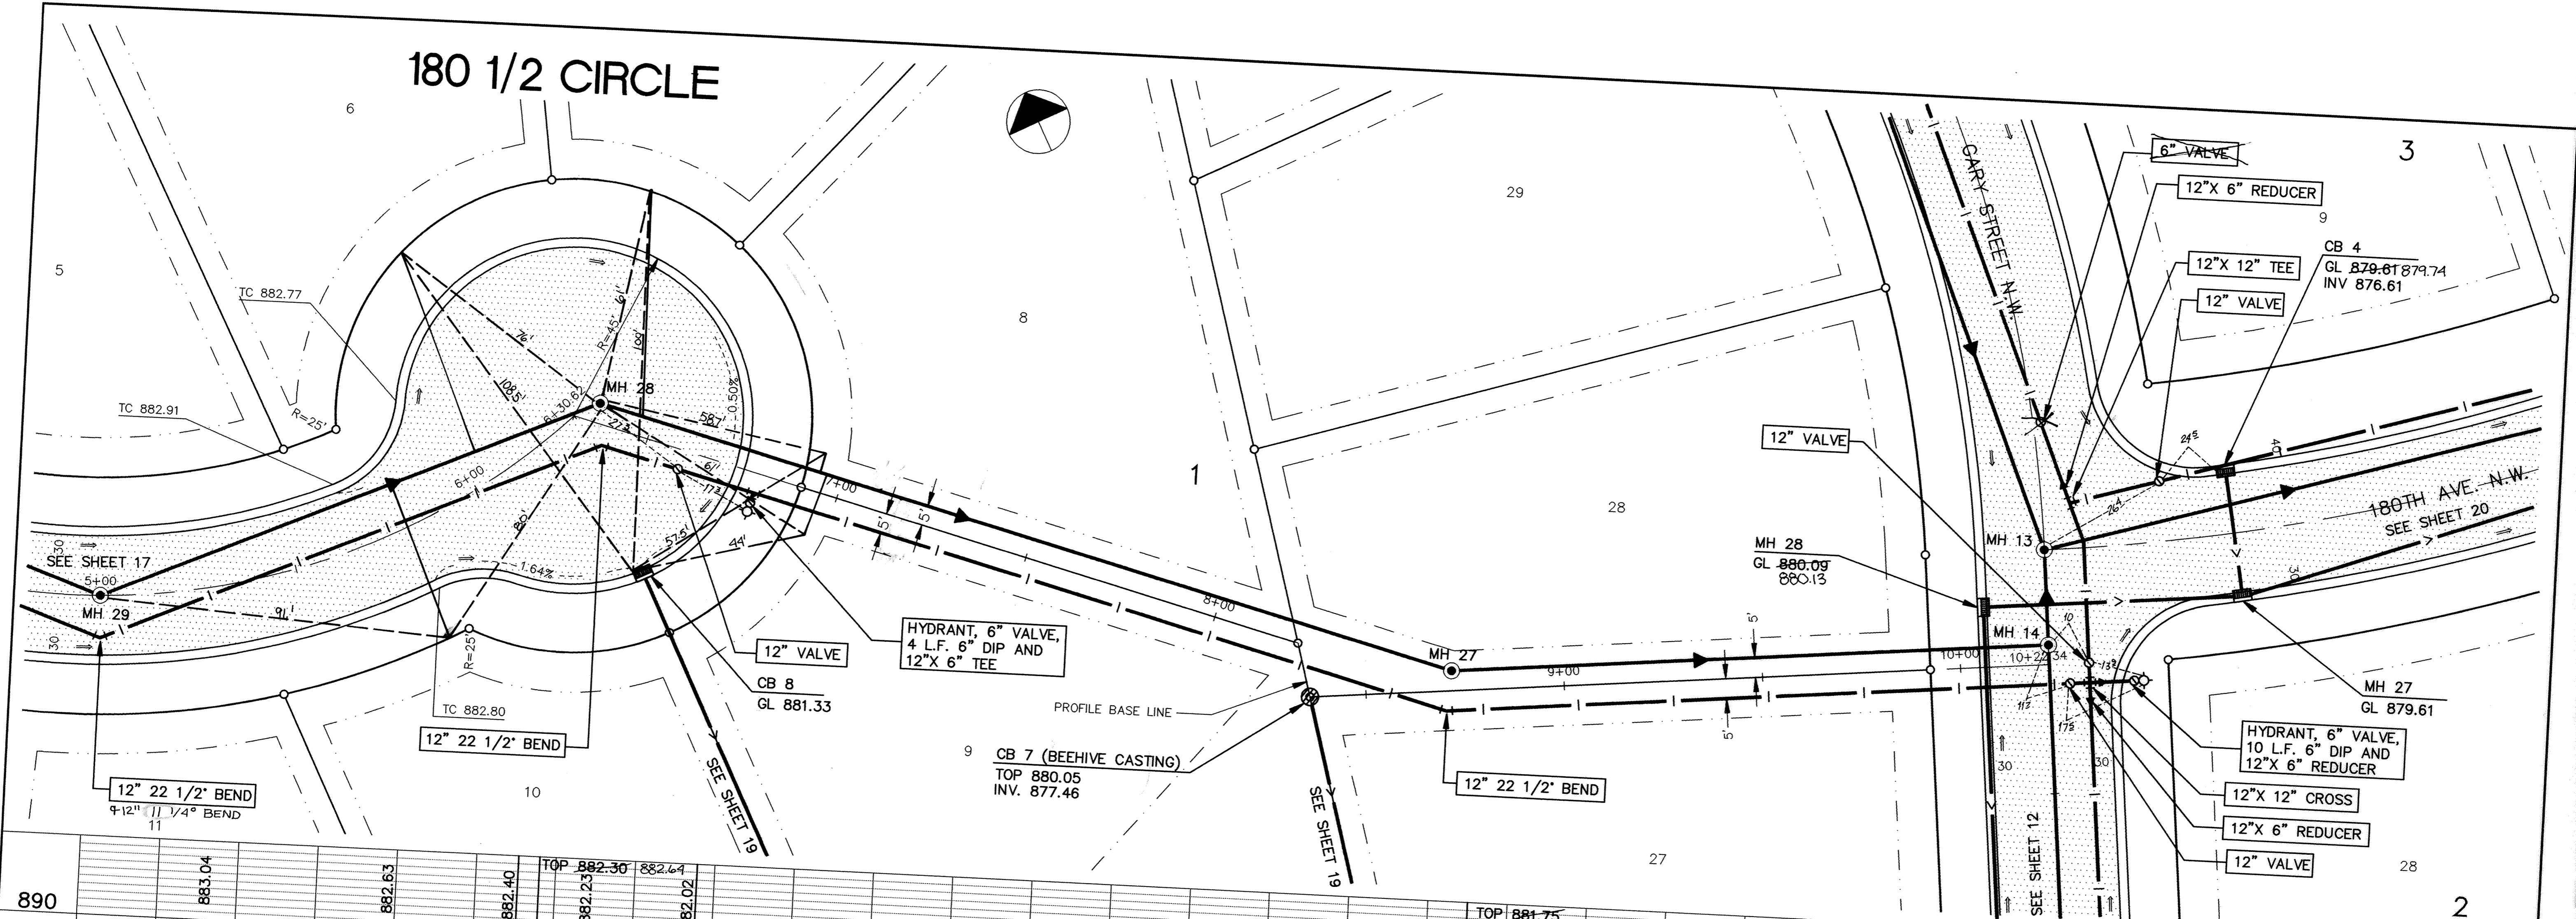 180 1/2 CIRCLE
6
5
TC 882.77
TC 882.91
R=25'
76'
R=45'
61'
109'
108.5'
MH 28
6+30.62
0.50%
58.7'
6+00
7+00
5'
5'
80'
57.5'
44'
1.64%
SEE SHEET 17
30
5+00
MH 29
91'
30
R=25'
TC 882.80
12" 22 1/2° BEND
12" 22 1/2° BEND
4-12" 11 1/4° BEND
11
10
12" VALVE
CB 8
GL 881.33
HYDRANT, 6" VALVE,
4 L.F. 6" DIP AND
12"X 6" TEE
SEE SHEET 19
8
1
29
28
8+00
PROFILE BASE LINE
9
CB 7 (BEEHIVE CASTING)
TOP 880.05
INV. 877.46
SEE SHEET 19
MH 27
9+00
5'
5'
12" 22 1/2° BEND
27
10+00
10+22.34
CARY STREET N.W.
6" VALVE
12"X 6" REDUCER
3
9
12"X 12" TEE
12" VALVE
CB 4
GL 879.61 879.74
INV 876.61
12" VALVE
MH 28
GL 880.09
880.13
MH 13
MH 14
180TH AVE. N.W.
SEE SHEET 20
30
MH 27
GL 879.61
HYDRANT, 6" VALVE,
10 L.F. 6" DIP AND
12"X 6" REDUCER
12"X 12" CROSS
12"X 6" REDUCER
12" VALVE
30
30
SEE SHEET 12
28
2
890
883.04
882.63
882.40
TOP 882.30 882.69
882.23
882.02
TOP 881.75